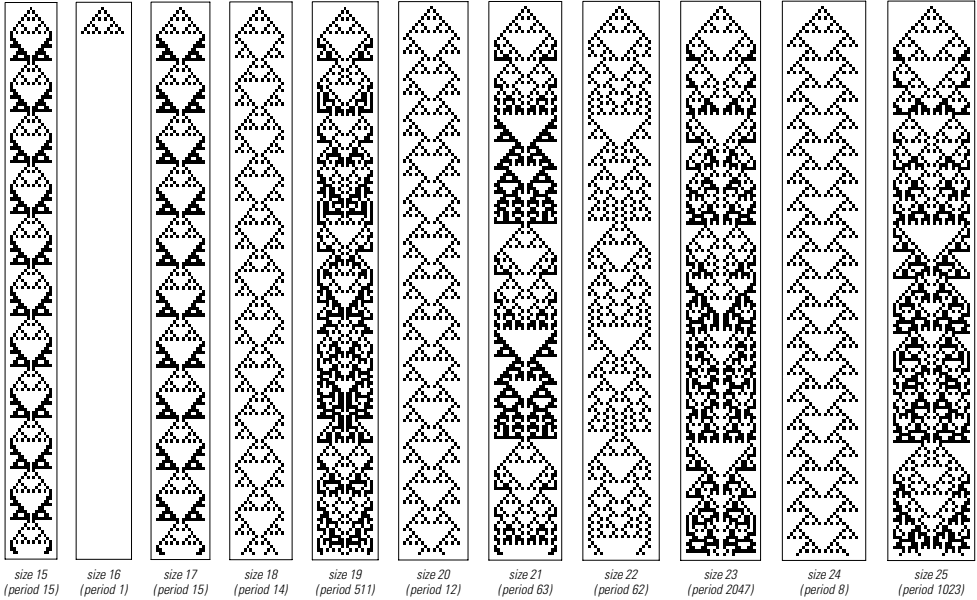 size 15 size 16 size 17 size 18 size 19 size 20 size 21 size 22 size 23 size 24 size 25
(period 15) (period 1) (period 15) (period 14) (period 511) (period 12) (period 63) (period 62) (period 2047) (period 8) (period 1023)